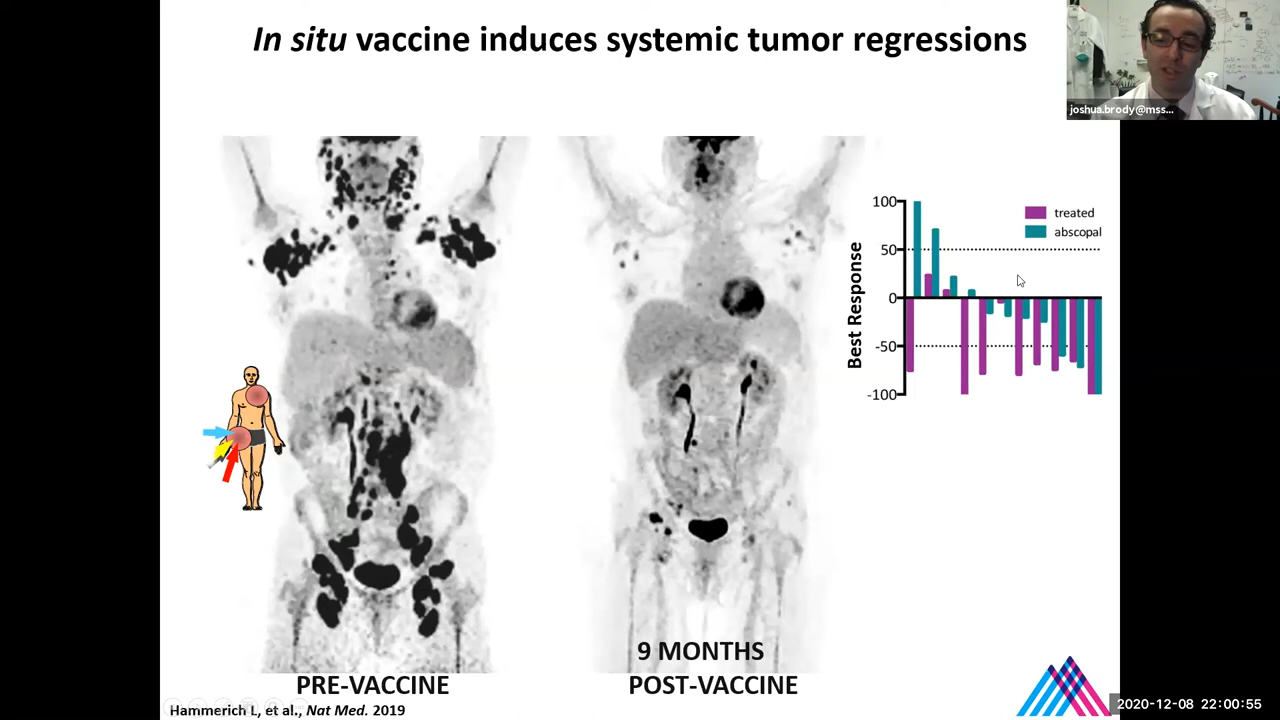 In situ vaccine induces systemic tumor regressions
joshua.brody@mss...
treated
abscopal
Best Response
100
50
0
-50
-100
9 MONTHS
PRE-VACCINE
POST-VACCINE
Hammerich L, et al., Nat Med. 2019
2020-12-08 22:00:55